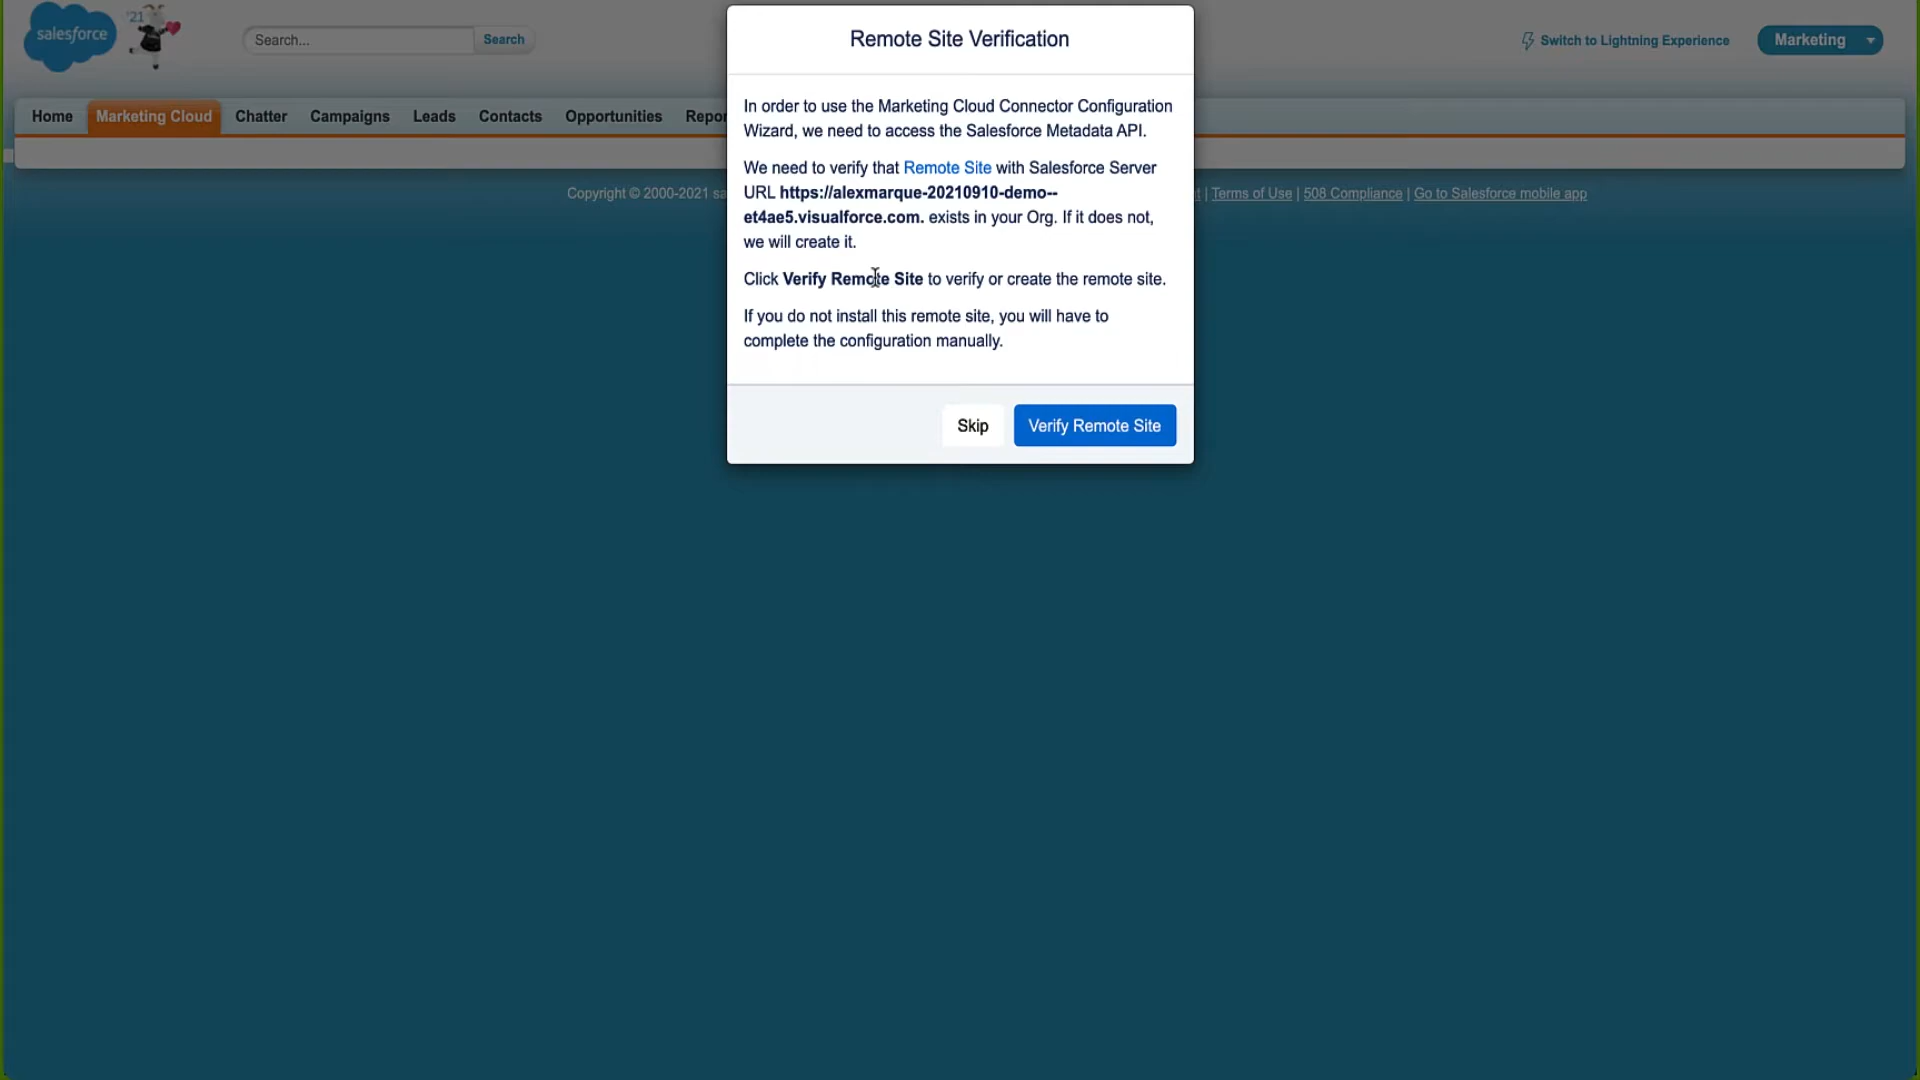 salesforce
'21
Search...
Search
Switch to Lightning Experience
Marketing
Home
Marketing Cloud
Chatter
Campaigns
Leads
Contacts
Opportunities
Repor
Copyright © 2000-2021 sa
| Terms of Use | 508 Compliance | Go to Salesforce mobile app
Remote Site Verification
In order to use the Marketing Cloud Connector Configuration
Wizard, we need to access the Salesforce Metadata API.
We need to verify that Remote Site with Salesforce Server
URL https://alexmarque-20210910-demo--
et4ae5.visualforce.com. exists in your Org. If it does not,
we will create it.
Click Verify Remote Site to verify or create the remote site.
If you do not install this remote site, you will have to
complete the configuration manually.
Skip
Verify Remote Site